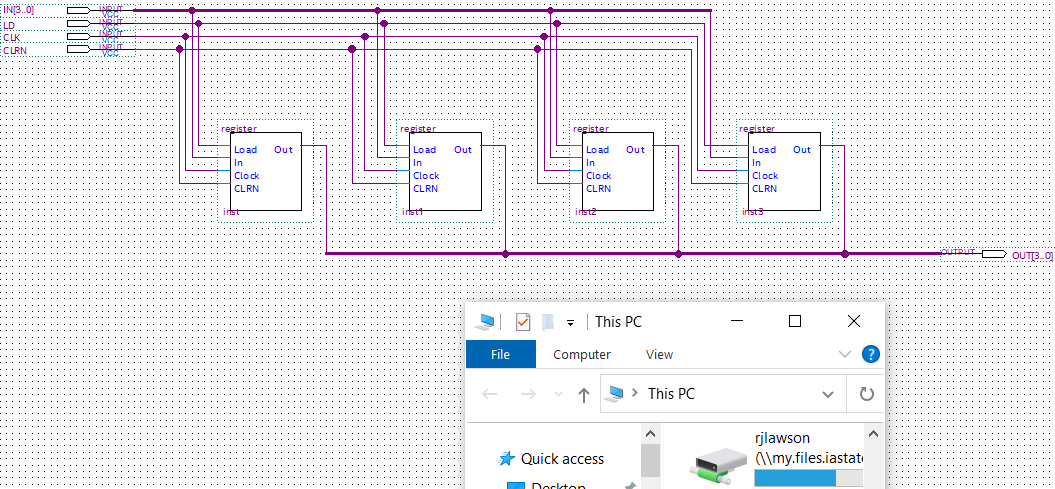 IN[3..0] INPUT VCC
LD INPUT VCC
CLK INPUT VCC
CLRN INPUT VCC
register register register register
Load Out Load Out Load Out Load Out
In In In In
Clock Clock Clock Clock
CLRN CLRN CLRN CLRN
inst inst1 inst2 inst3
OUTPUT OUT[3..0]
This PC
File Computer View ?
This PC
rjlawson
Quick access (\\my.files.iastate
Desktop